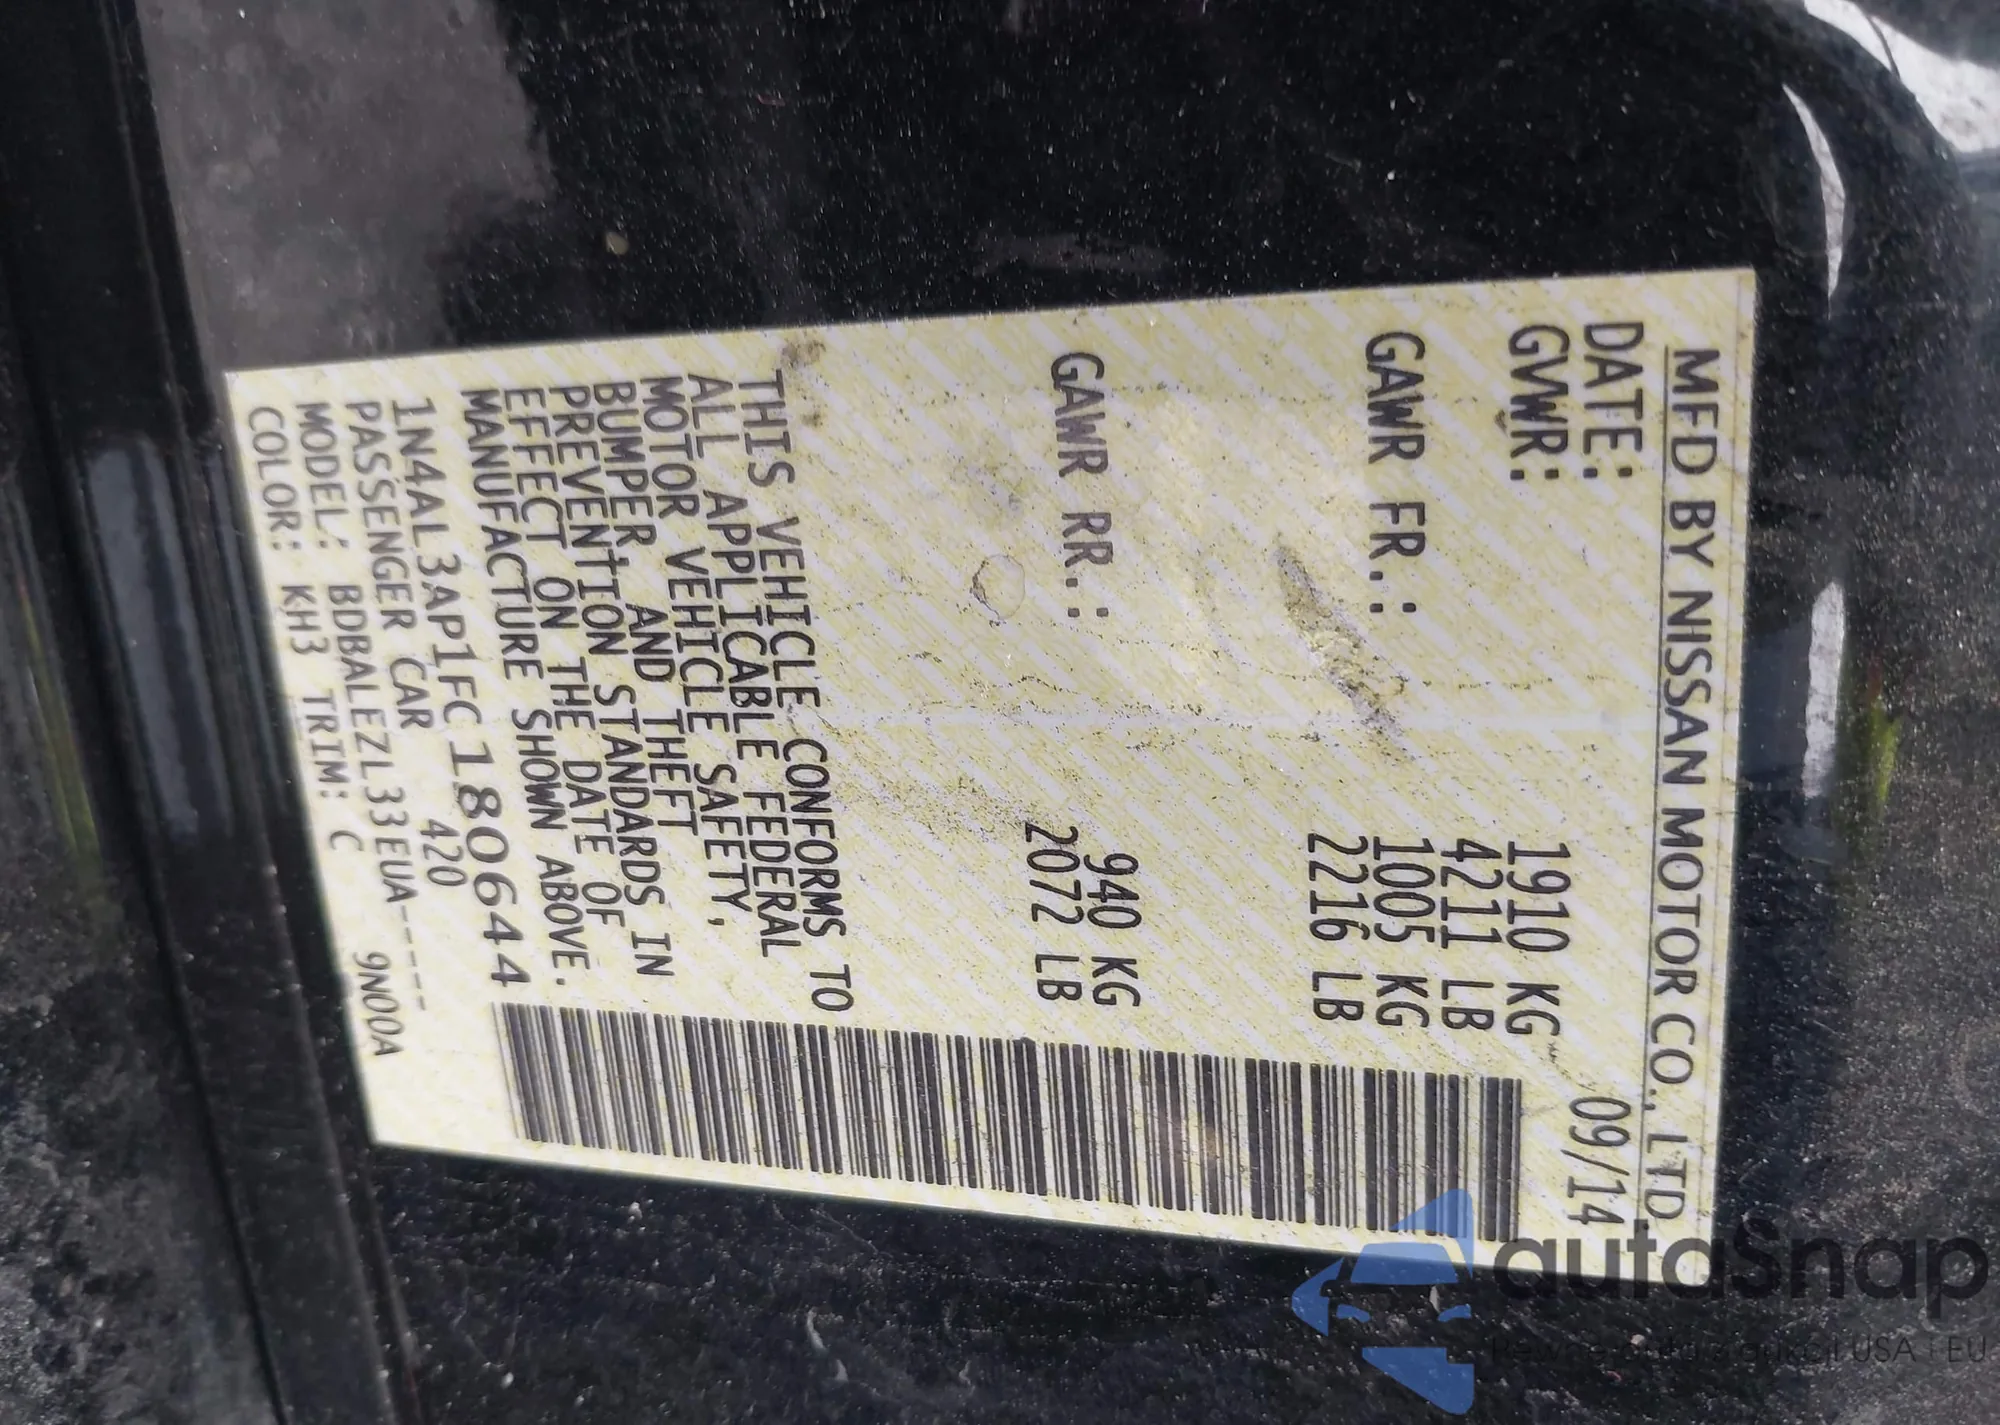 MFD BY NISSAN MOTOR CO., LTD
DATE: 09/14
GVWR: 1910 KG
4211 LB
GAWR FR.: 1005 KG
2216 LB
GAWR RR.: 940 KG
2072 LB
THIS VEHICLE CONFORMS TO
ALL APPLICABLE FEDERAL
MOTOR VEHICLE SAFETY,
BUMPER, AND THEFT
PREVENTION STANDARDS IN
EFFECT ON THE DATE OF
MANUFACTURE SHOWN ABOVE.
1N4AL3AP1FC180644
PASSENGER CAR 420
MODEL: BDBALEZL33EUA-----
COLOR: KH3 TRIM: C 9N00A
autaSnap
USA i EU